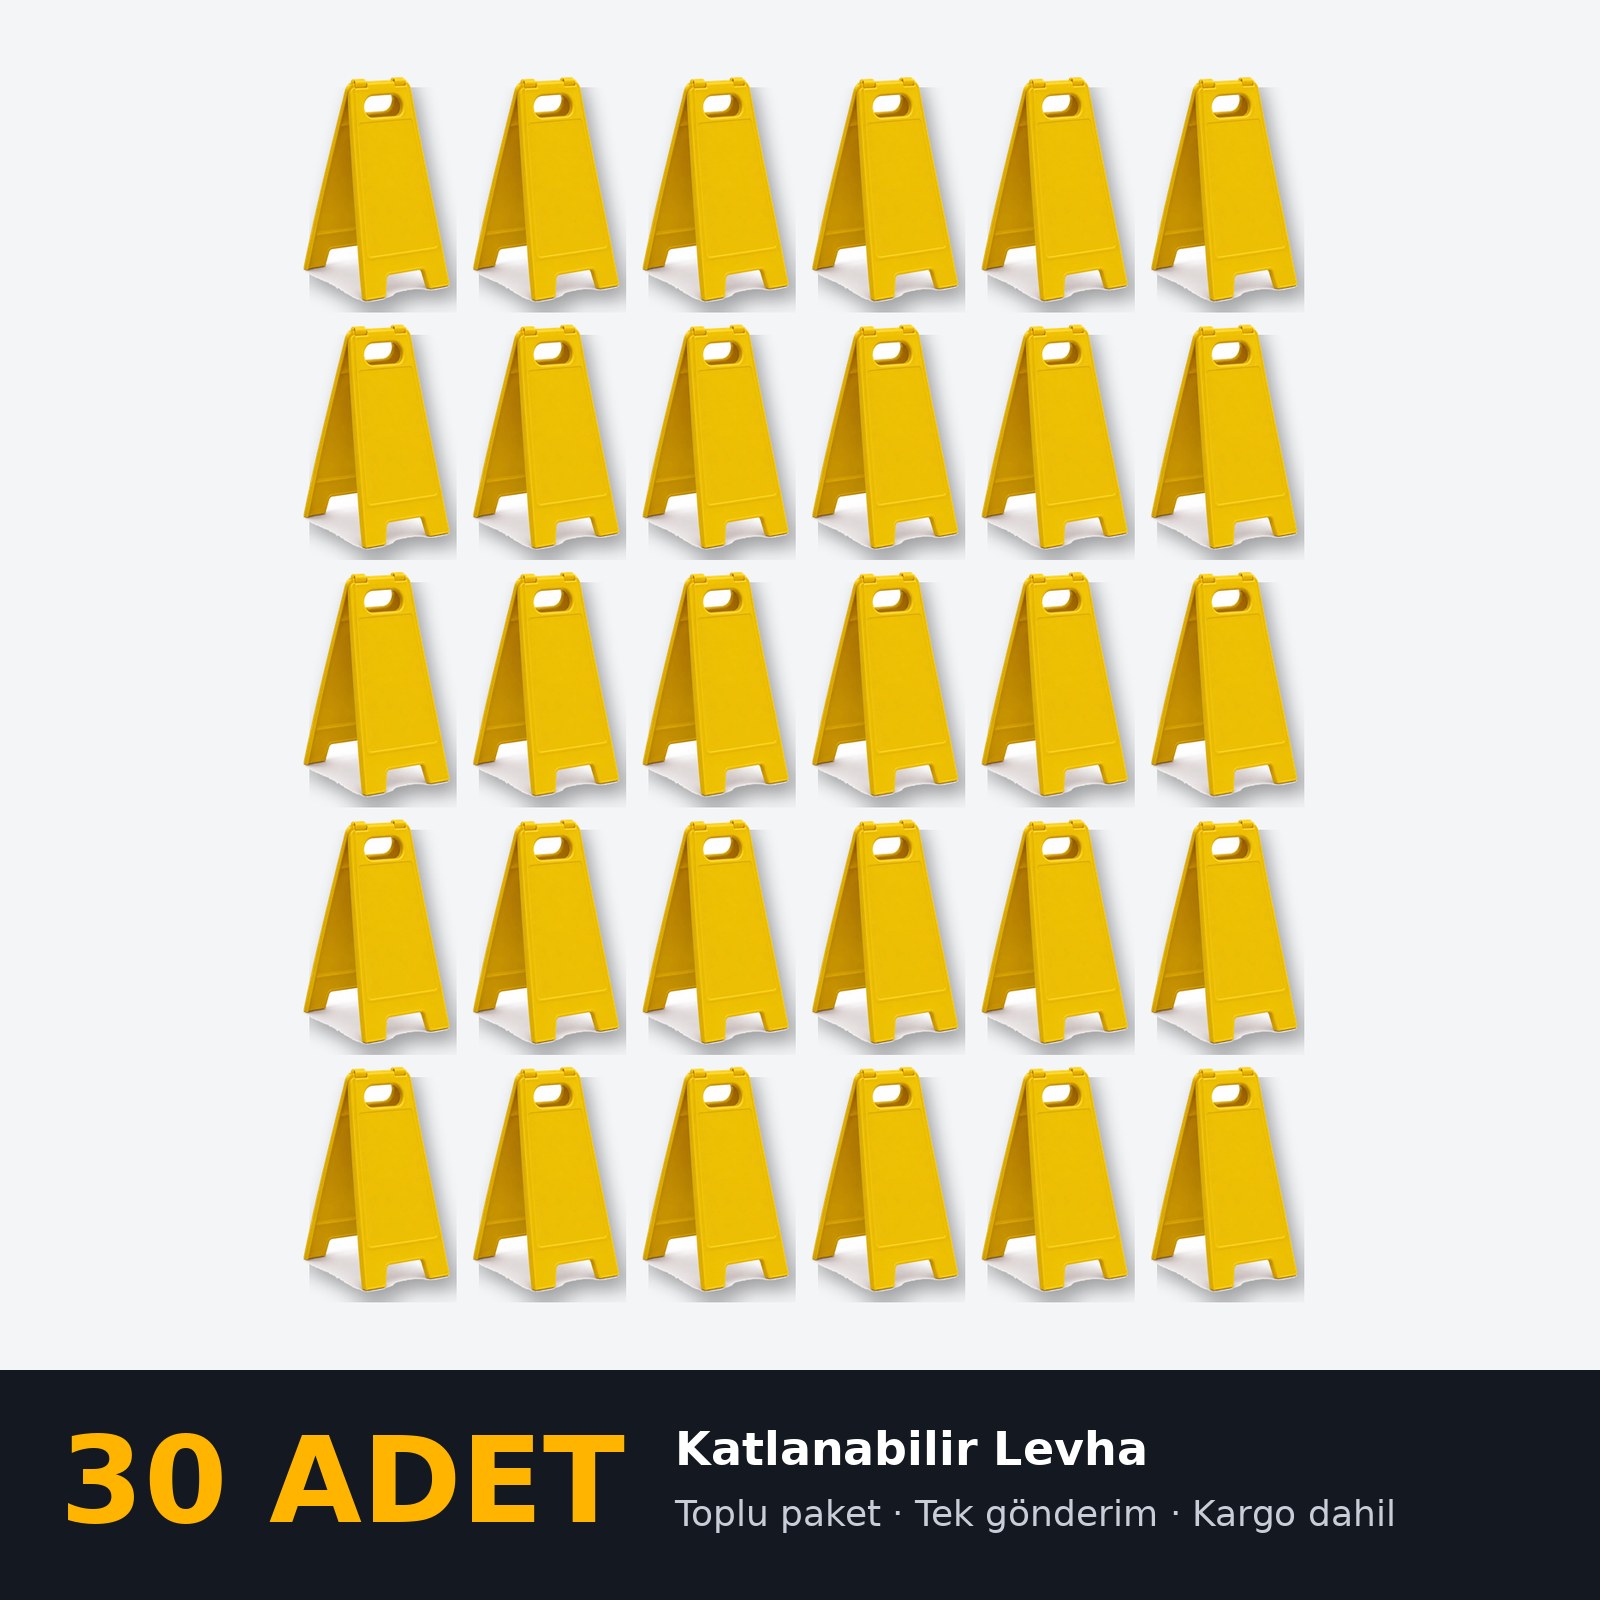 30 ADET
Katlanabilir Levha
Toplu paket · Tek gönderim · Kargo dahil